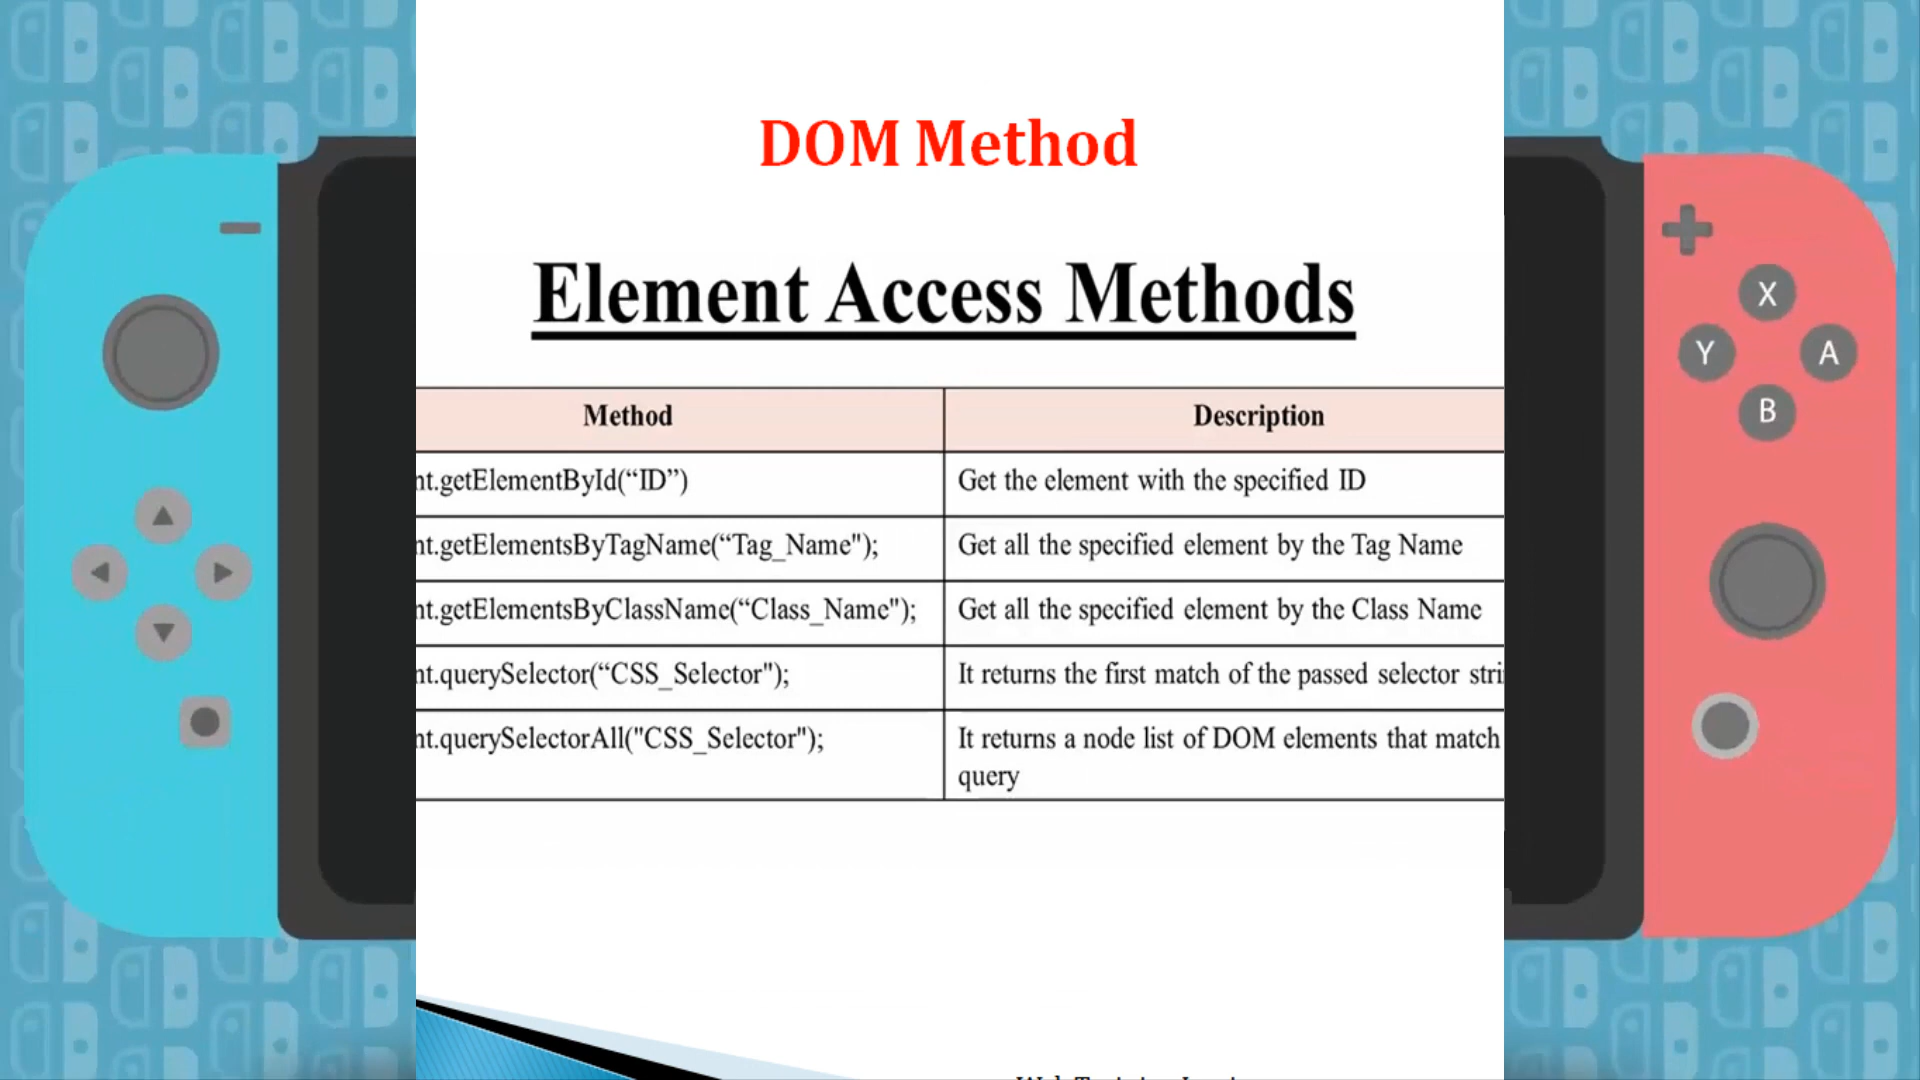 DOM Method
Element Access Methods
Method Description
nt.getElementById(“ID”) Get the element with the specified ID
nt.getElementsByTagName(“Tag_Name"); Get all the specified element by the Tag Name
nt.getElementsByClassName(“Class_Name"); Get all the specified element by the Class Name
nt.querySelector(“CSS_Selector"); It returns the first match of the passed selector stri
nt.querySelectorAll("CSS_Selector"); It returns a node list of DOM elements that match
query
X
Y A
B